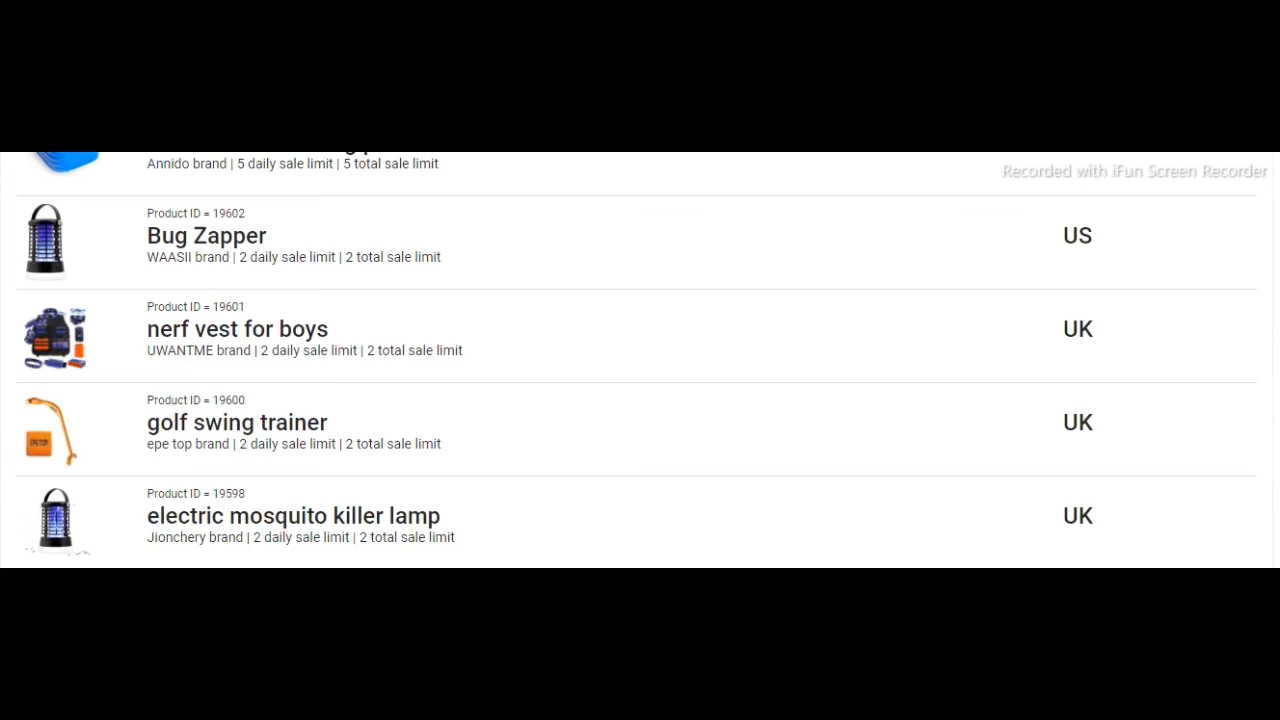 Annido brand | 5 daily sale limit | 5 total sale limit
Recorded with iFun Screen Recorder
Product ID = 19602
Bug Zapper
US
WAASII brand | 2 daily sale limit | 2 total sale limit
Product ID = 19601
nerf vest for boys
UK
UWANTME brand | 2 daily sale limit | 2 total sale limit
Product ID = 19600
golf swing trainer
UK
epe top brand | 2 daily sale limit | 2 total sale limit
Product ID = 19598
electric mosquito killer lamp
UK
Jionchery brand | 2 daily sale limit | 2 total sale limit